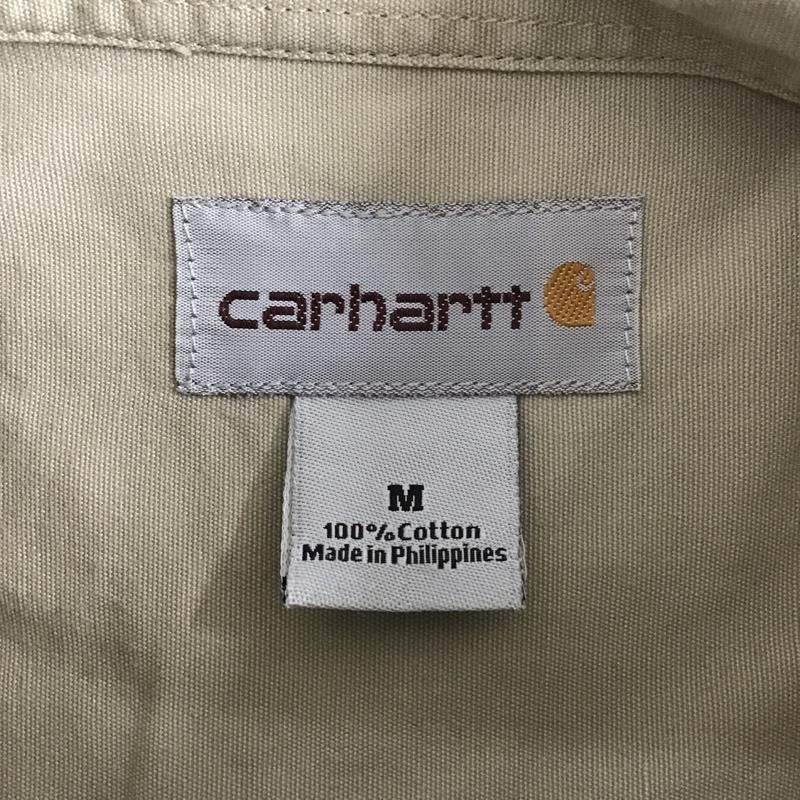 carhartt
M
100% Cotton
Made in Philippines